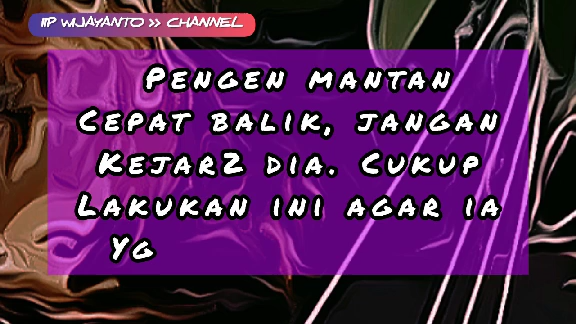 IIP WIJAYANTO >> CHANNEL
PENGEN MANTAN
CEPAT BALIK, JANGAN
KEJAR2 DIA. CUKUP
LAKUKAN INI AGAR IA
YG